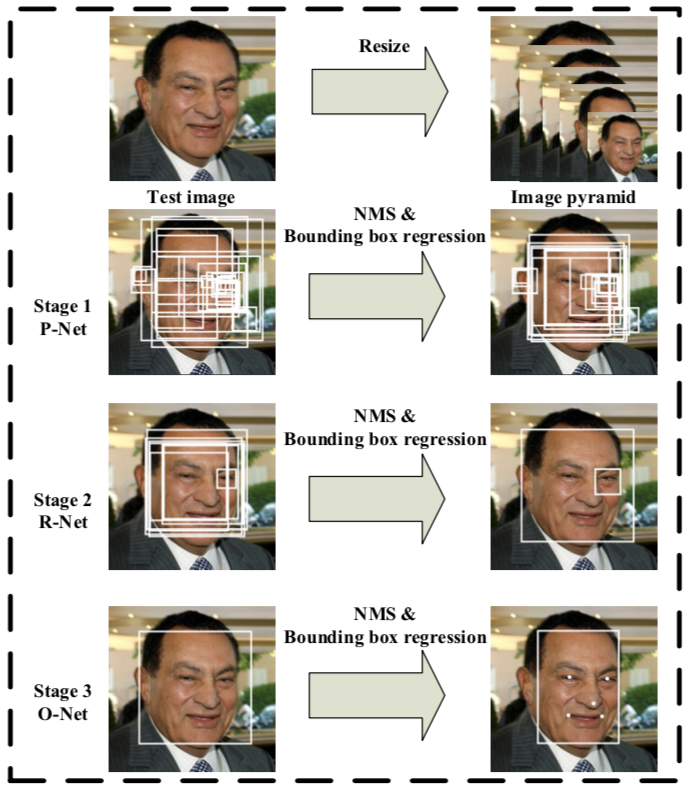 Resize
Test image
Image pyramid
NMS &
Bounding box regression
Stage 1
P-Net
NMS &
Bounding box regression
Stage 2
R-Net
NMS &
Bounding box regression
Stage 3
O-Net